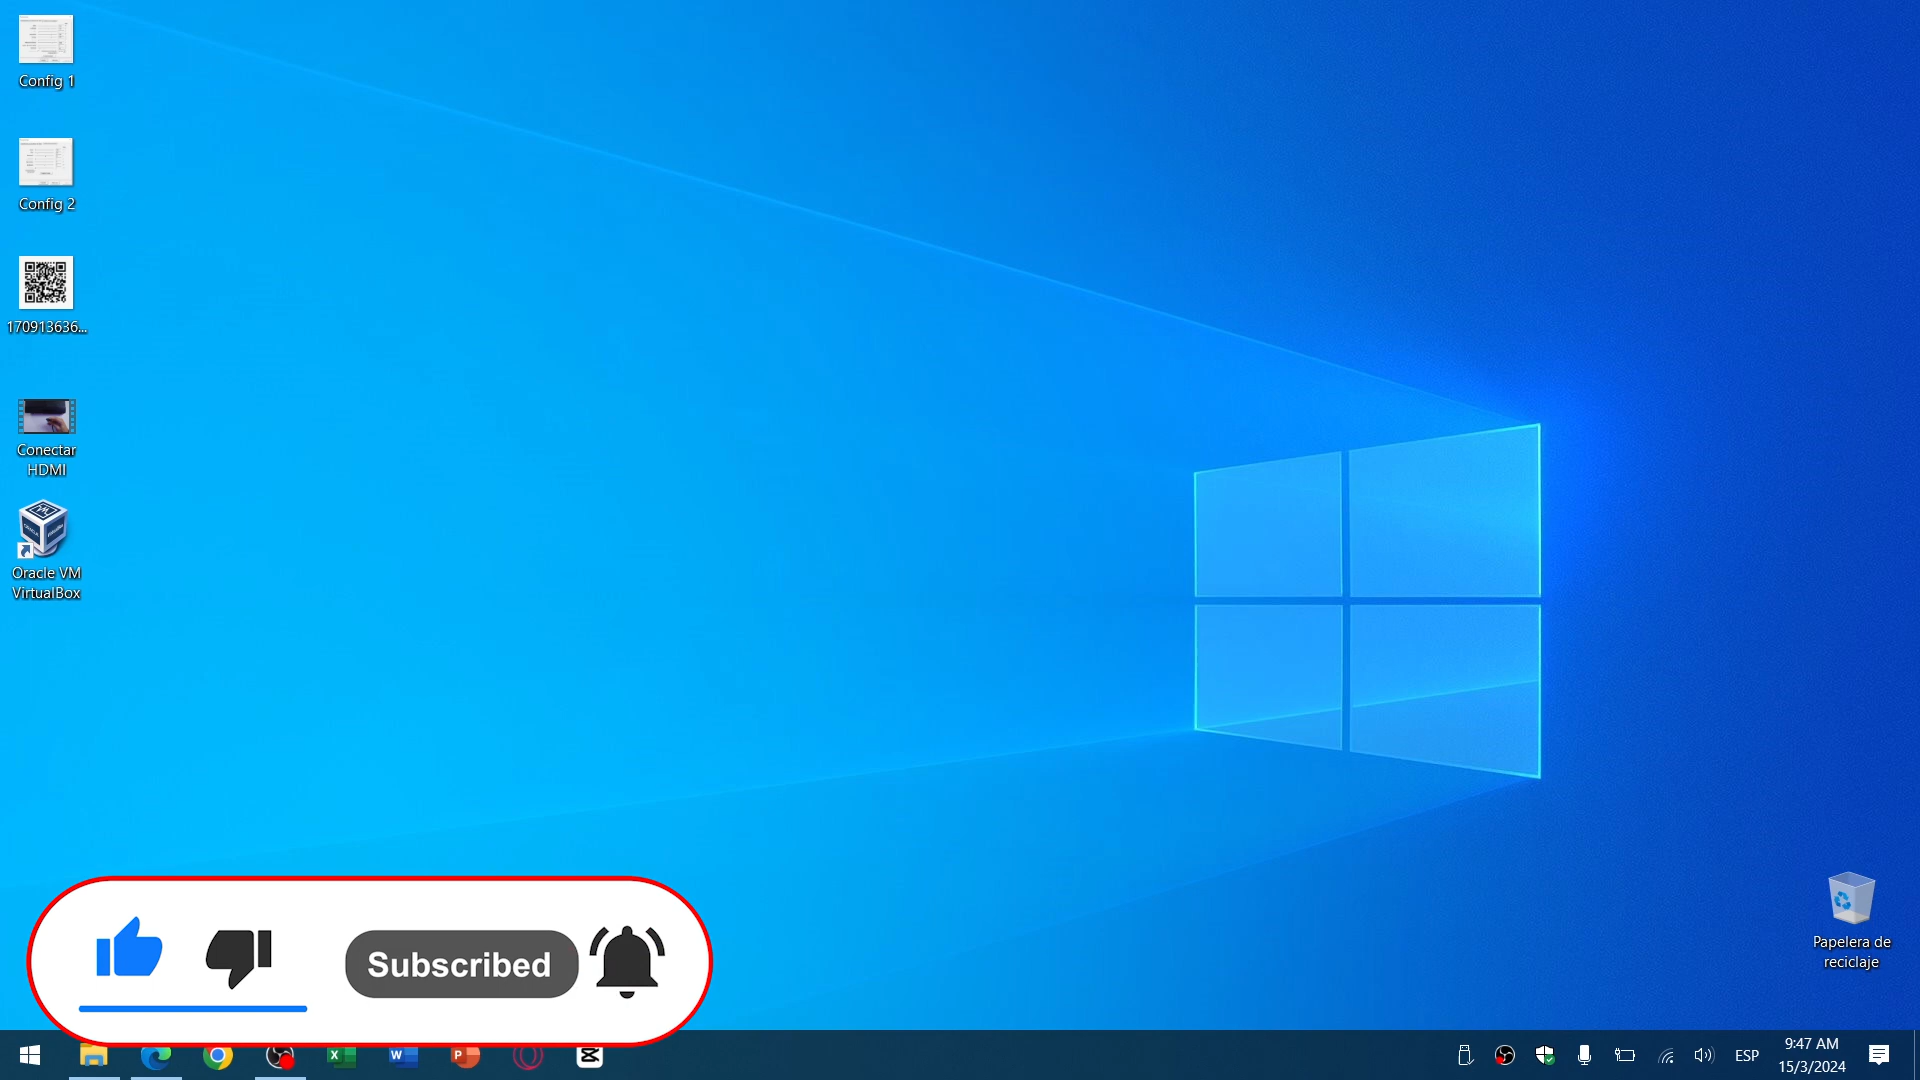 Config 1
Config 2
170913636...
Conectar
HDMI
Oracle VM
VirtualBox
Papelera de
reciclaje
Subscribed
ESP
9:47 AM
15/3/2024